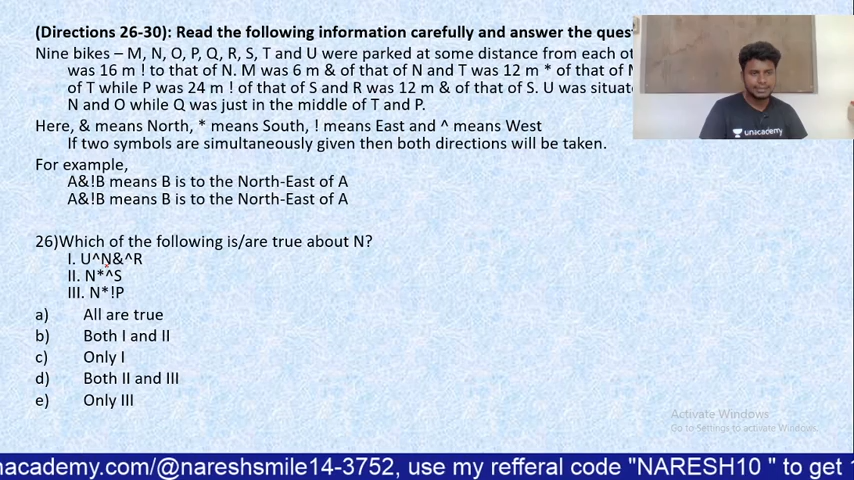 (Directions 26-30): Read the following information carefully and answer the
Nine bikes – M, N, O, P, Q, R, S, T and U were parked at some distance from each
was 16 m ! to that of N. M was 6 m & of that of N and T was 12 m * of that of
of T while P was 24 m ! of that of S and R was 12 m & of that of S. U was
N and O while Q was just in the middle of T and P.
Here, & means North, * means South, ! means East and ^ means West
If two symbols are simultaneously given then both directions will be taken.
For example,
A&!B means B is to the North-East of A
A&!B means B is to the North-East of A
26)Which of the following is/are true about N?
I. U^N&^R
II. N*^S
III. N*!P
a) All are true
b) Both I and II
c) Only I
d) Both II and III
e) Only III
unacademy
Activate Windows
Go to Settings to activate Windows.
nacademy.com/@nareshsmile14-3752, use my refferal code "NARESH10 " to get